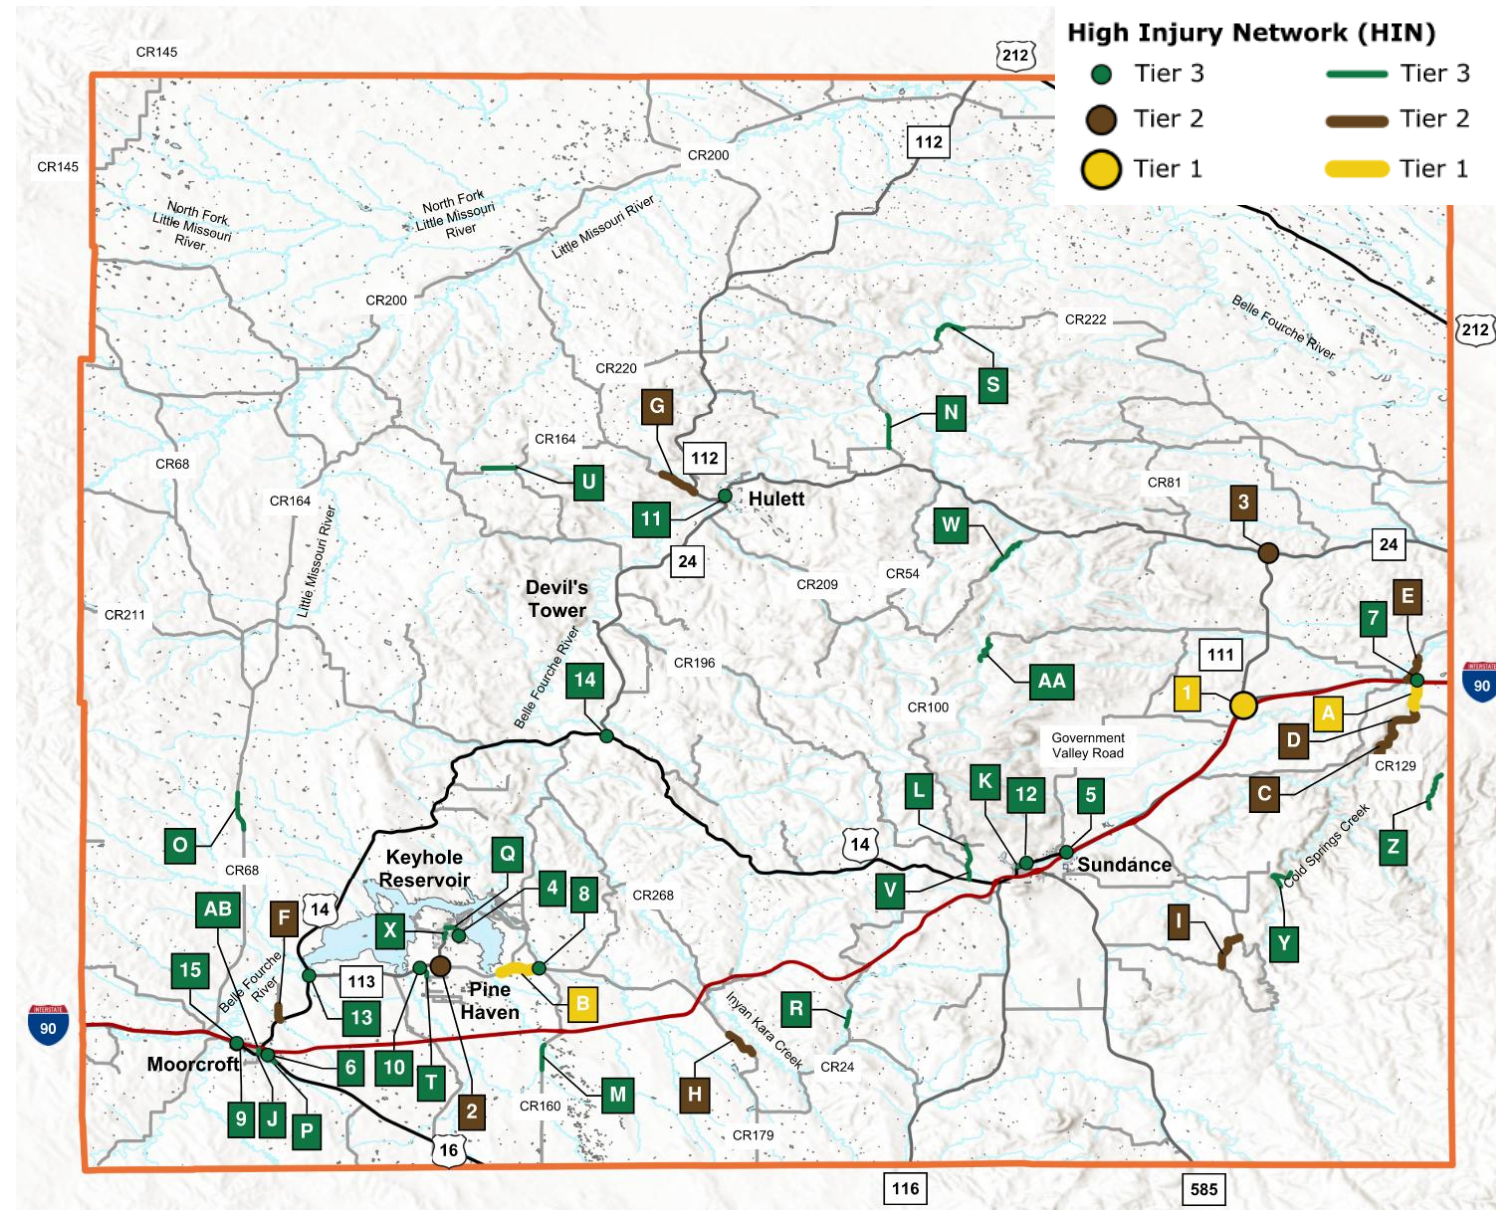 High Injury Network (HIN)
Tier 3
Tier 3
Tier 2
Tier 2
Tier 1
Tier 1
CR145
212
112
CR145
CR200
North Fork
Little Missouri
River
North Fork
Little Missouri
River
Little Missouri River
CR200
Belle Fourche River
212
CR222
CR220
S
G
N
CR164
112
CR68
U
CR164
CR81
Hulett
3
11
W
Little Missouri River
24
24
CR54
CR209
Devil's
Tower
E
7
CR211
Belle Fourche River
111
CR196
14
AA
1
INTERSTATE
90
A
CR100
D
Government
Valley Road
CR129
K
L
12
5
C
Cold Springs Creek
O
14
Z
Keyhole
Reservoir
Q
Sundance
CR68
4
8
V
CR268
AB
F
14
X
I
Y
15
Belle Fourche
River
113
Pine
Haven
B
Inyan Kara Creek
R
INTERSTATE
90
13
Moorcroft
6
10
T
M
H
CR24
9
J
P
2
CR160
CR179
16
116
585